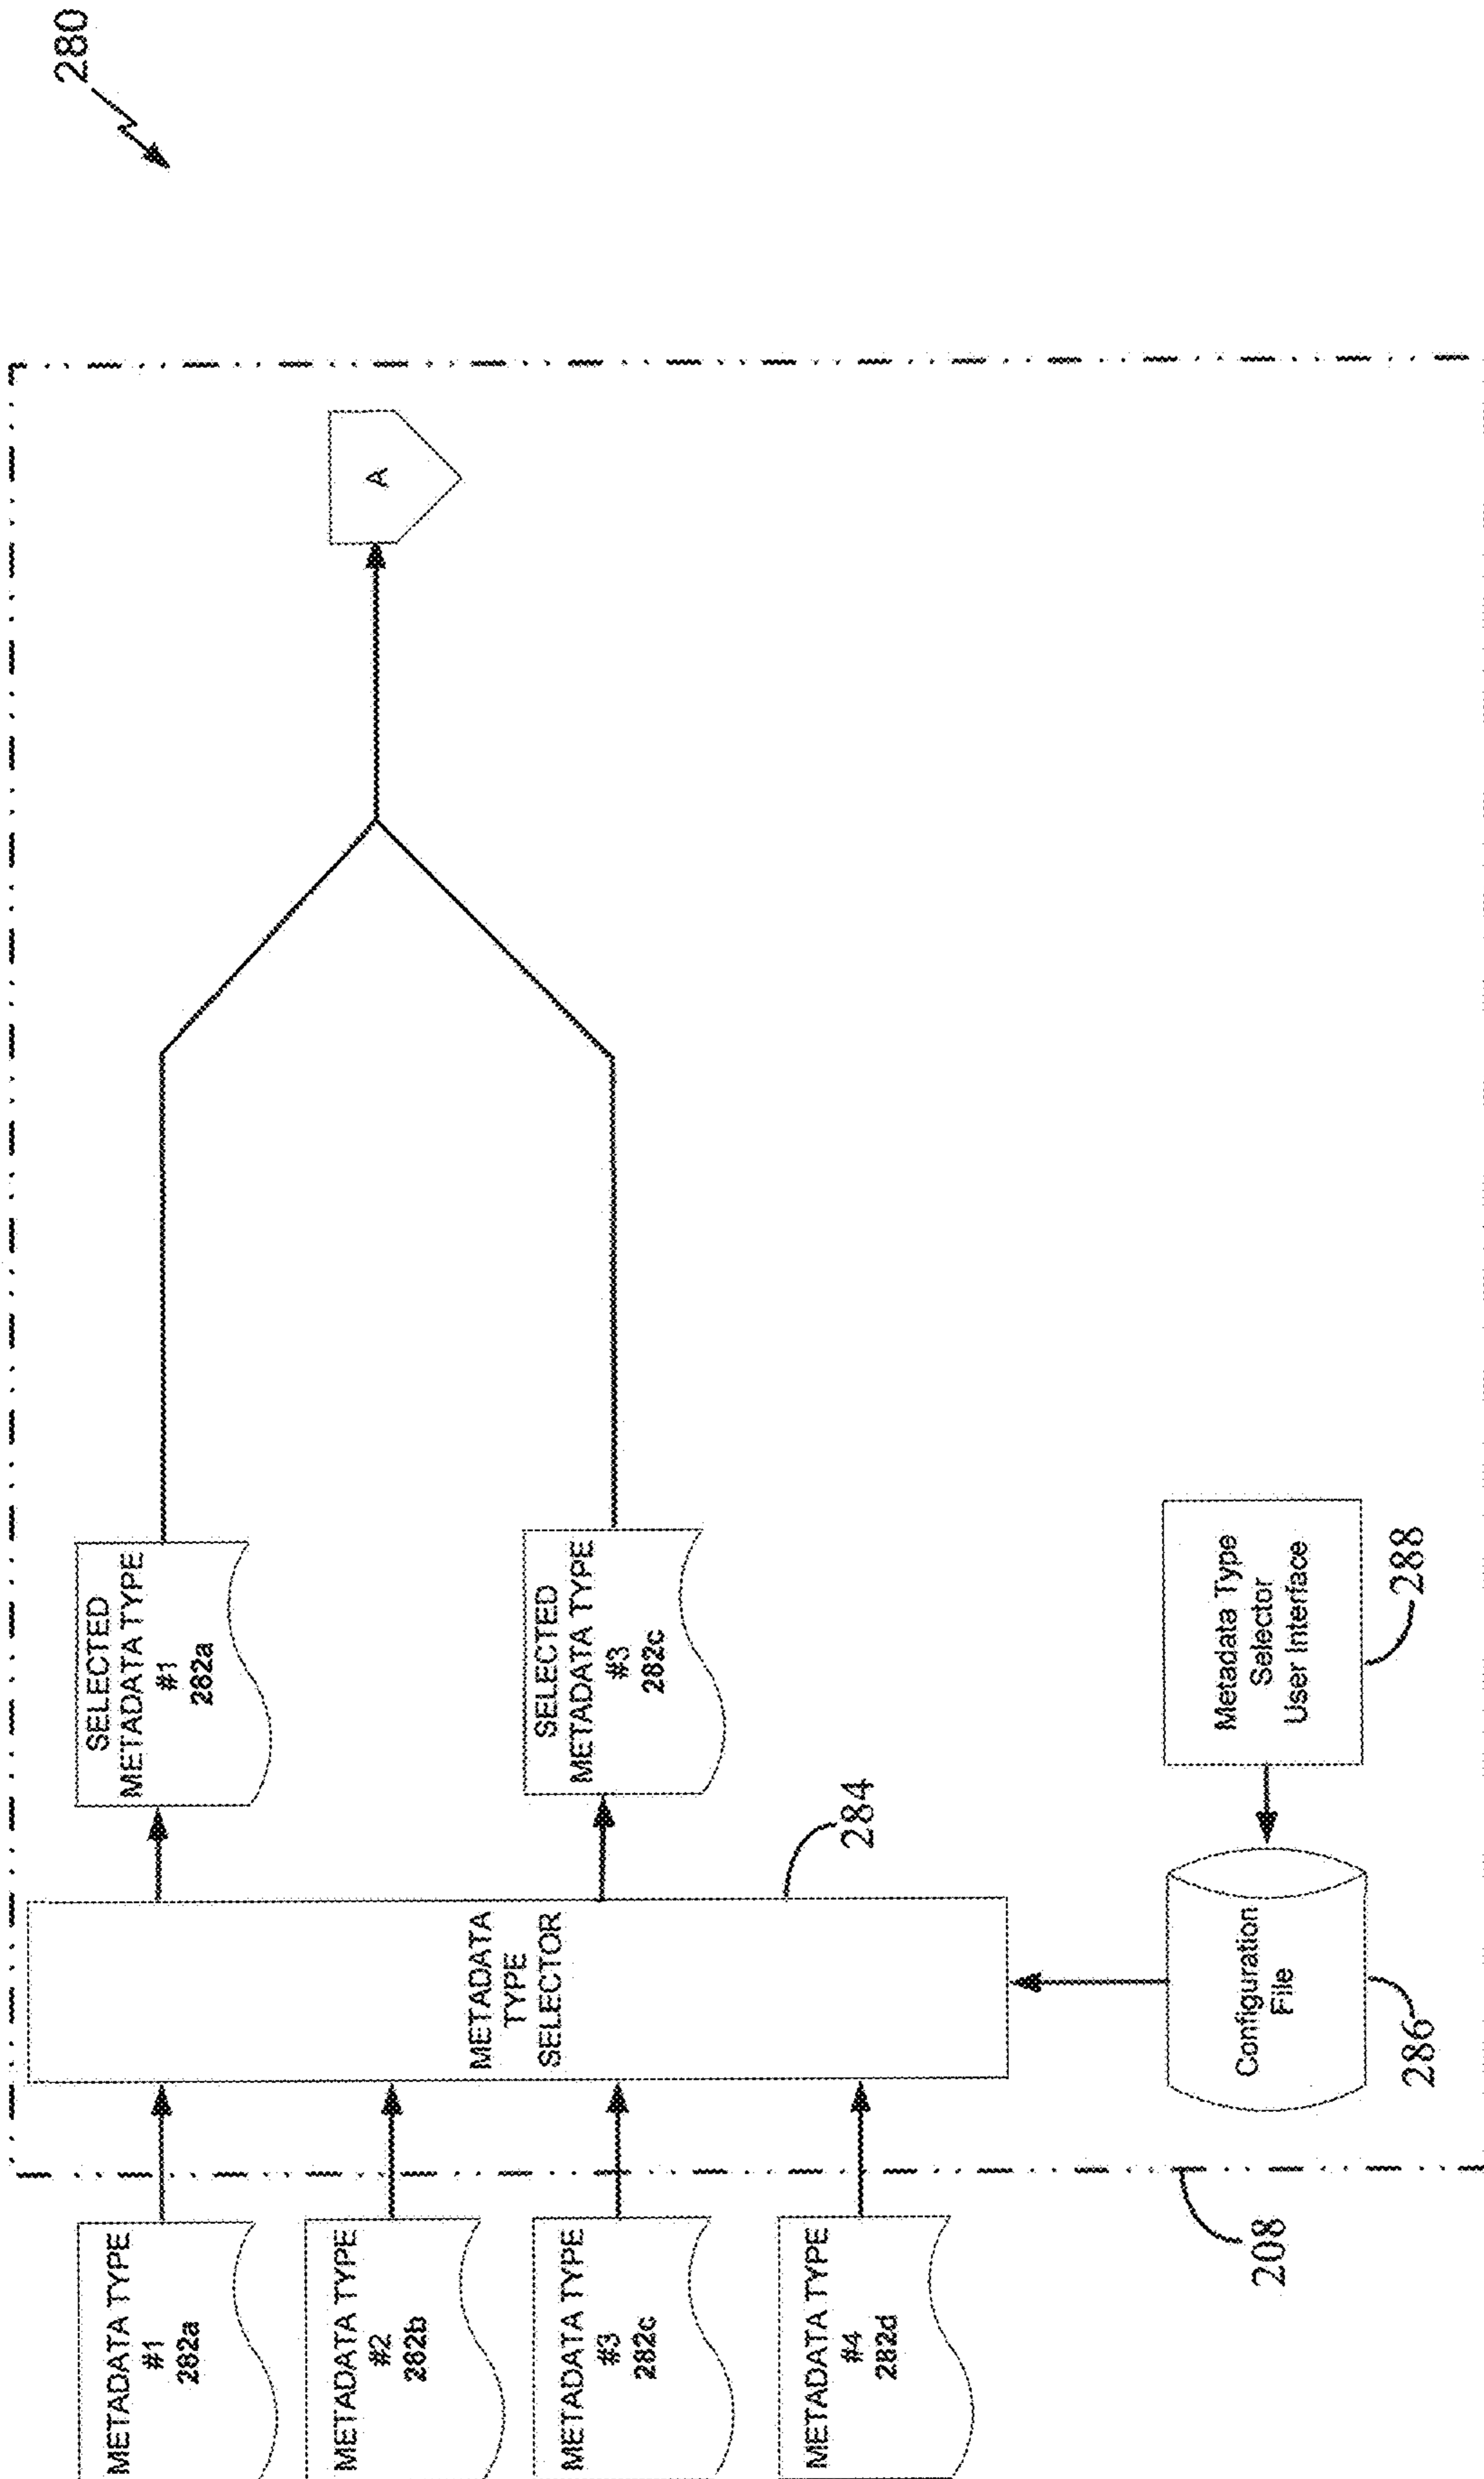 280
METADATA TYPE
#1
282a
METADATA TYPE
#2
282b
METADATA TYPE
#3
282c
METADATA TYPE
#4
282d
208
METADATA
TYPE
SELECTOR
284
SELECTED
METADATA TYPE
#1
282a
SELECTED
METADATA TYPE
#3
282c
A
Configuration
File
286
Metadata Type
Selector
User Interface
288